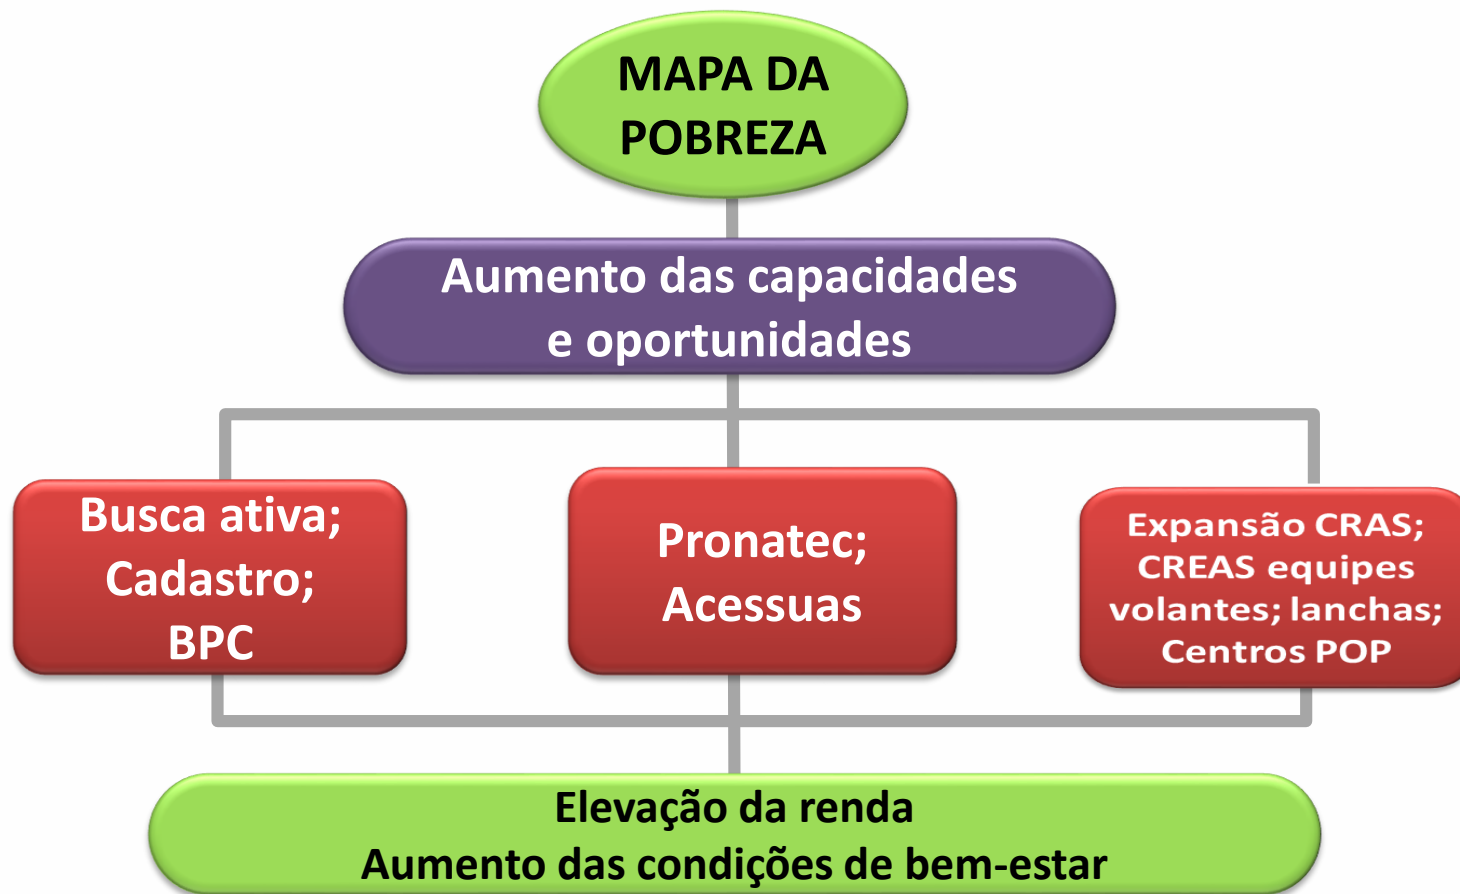 MAPA DA
POBREZA
Aumento das capacidades
e oportunidades
Busca ativa;
Cadastro;
BPC
Pronatec;
Acessuas
Expansão CRAS;
CREAS equipes
volantes; lanchas;
Centros POP
Elevação da renda
Aumento das condições de bem-estar